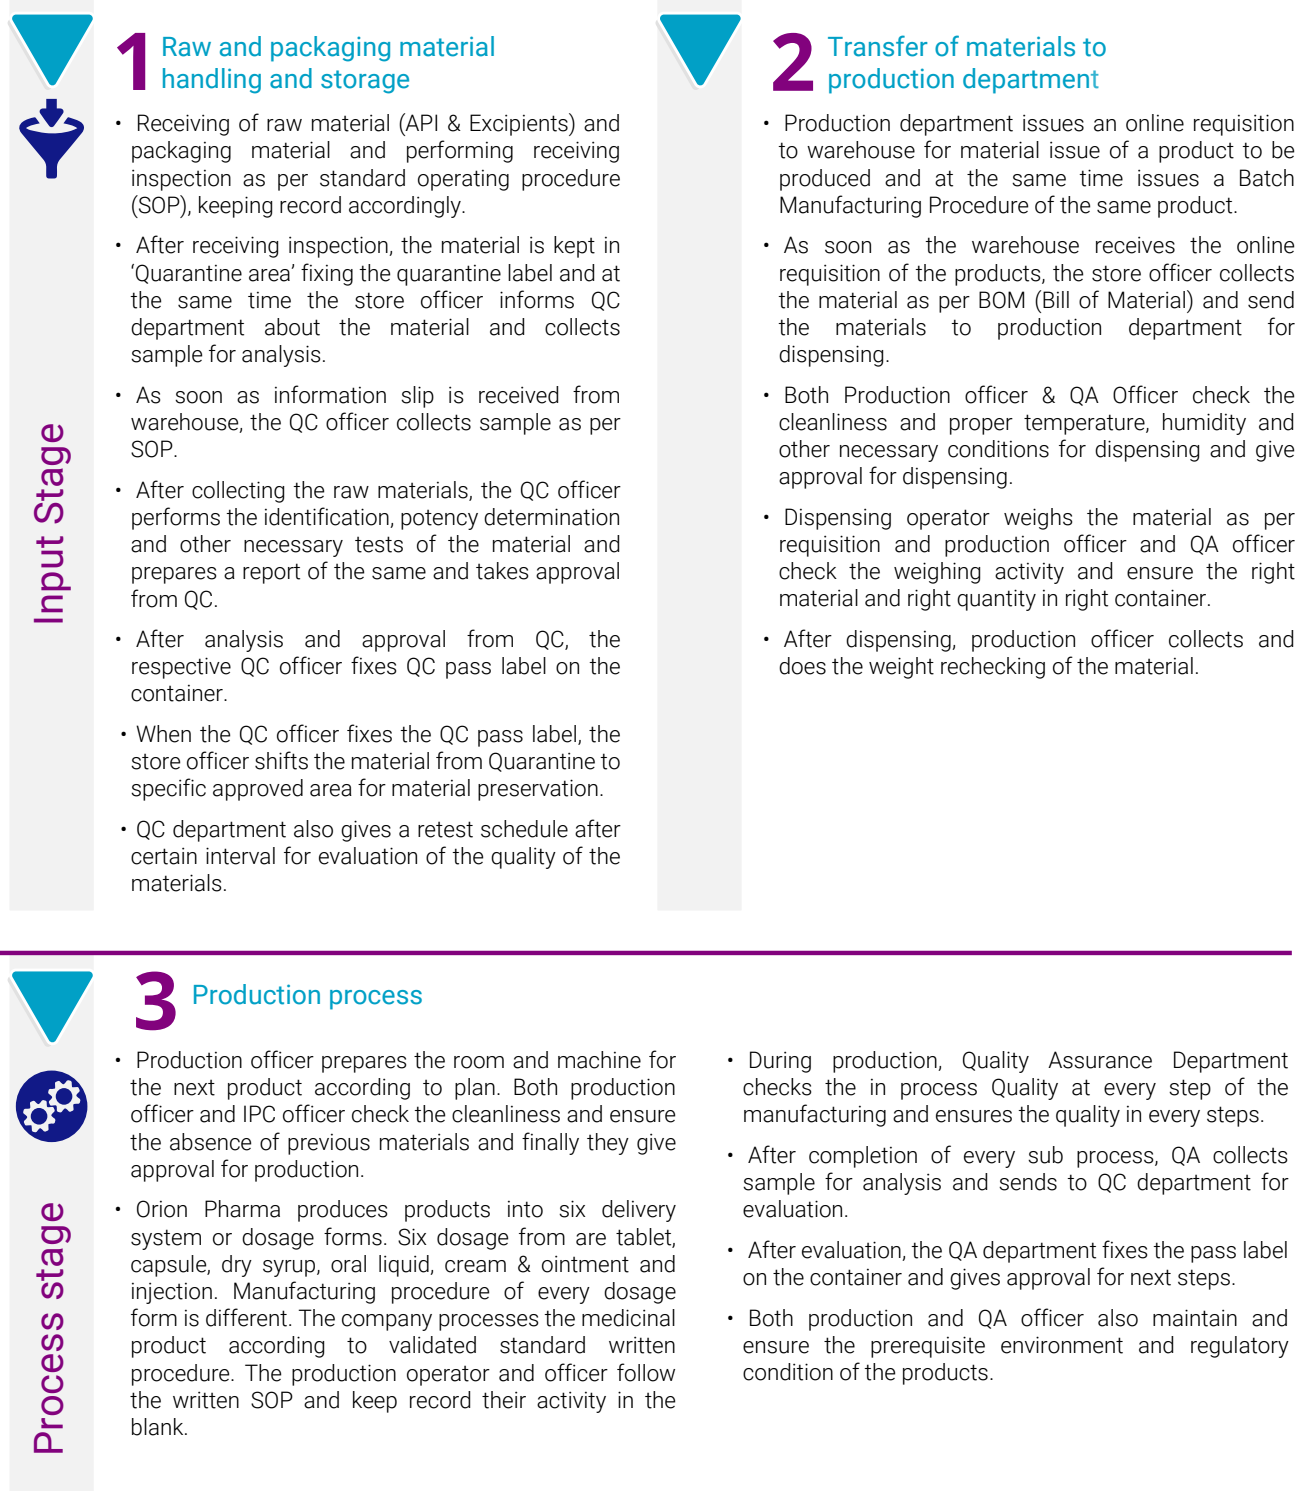 1 Raw and packaging material
handling and storage
• Receiving of raw material (API & Excipients) and
packaging material and performing receiving
inspection as per standard operating procedure
(SOP), keeping record accordingly.
• After receiving inspection, the material is kept in
‘Quarantine area’ fixing the quarantine label and at
the same time the store officer informs QC
department about the material and collects
sample for analysis.
• As soon as information slip is received from
warehouse, the QC officer collects sample as per
SOP.
• After collecting the raw materials, the QC officer
performs the identification, potency determination
and other necessary tests of the material and
prepares a report of the same and takes approval
from QC.
• After analysis and approval from QC, the
respective QC officer fixes QC pass label on the
container.
• When the QC officer fixes the QC pass label, the
store officer shifts the material from Quarantine to
specific approved area for material preservation.
• QC department also gives a retest schedule after
certain interval for evaluation of the quality of the
materials.
Input Stage
2 Transfer of materials to
production department
• Production department issues an online requisition
to warehouse for material issue of a product to be
produced and at the same time issues a Batch
Manufacturing Procedure of the same product.
• As soon as the warehouse receives the online
requisition of the products, the store officer collects
the material as per BOM (Bill of Material) and send
the materials to production department for
dispensing.
• Both Production officer & QA Officer check the
cleanliness and proper temperature, humidity and
other necessary conditions for dispensing and give
approval for dispensing.
• Dispensing operator weighs the material as per
requisition and production officer and QA officer
check the weighing activity and ensure the right
material and right quantity in right container.
• After dispensing, production officer collects and
does the weight rechecking of the material.
3 Production process
• Production officer prepares the room and machine for
the next product according to plan. Both production
officer and IPC officer check the cleanliness and ensure
the absence of previous materials and finally they give
approval for production.
• Orion Pharma produces products into six delivery
system or dosage forms. Six dosage from are tablet,
capsule, dry syrup, oral liquid, cream & ointment and
injection. Manufacturing procedure of every dosage
form is different. The company processes the medicinal
product according to validated standard written
procedure. The production operator and officer follow
the written SOP and keep record their activity in the
blank.
Process stage
• During production, Quality Assurance Department
checks the in process Quality at every step of the
manufacturing and ensures the quality in every steps.
• After completion of every sub process, QA collects
sample for analysis and sends to QC department for
evaluation.
• After evaluation, the QA department fixes the pass label
on the container and gives approval for next steps.
• Both production and QA officer also maintain and
ensure the prerequisite environment and regulatory
condition of the products.